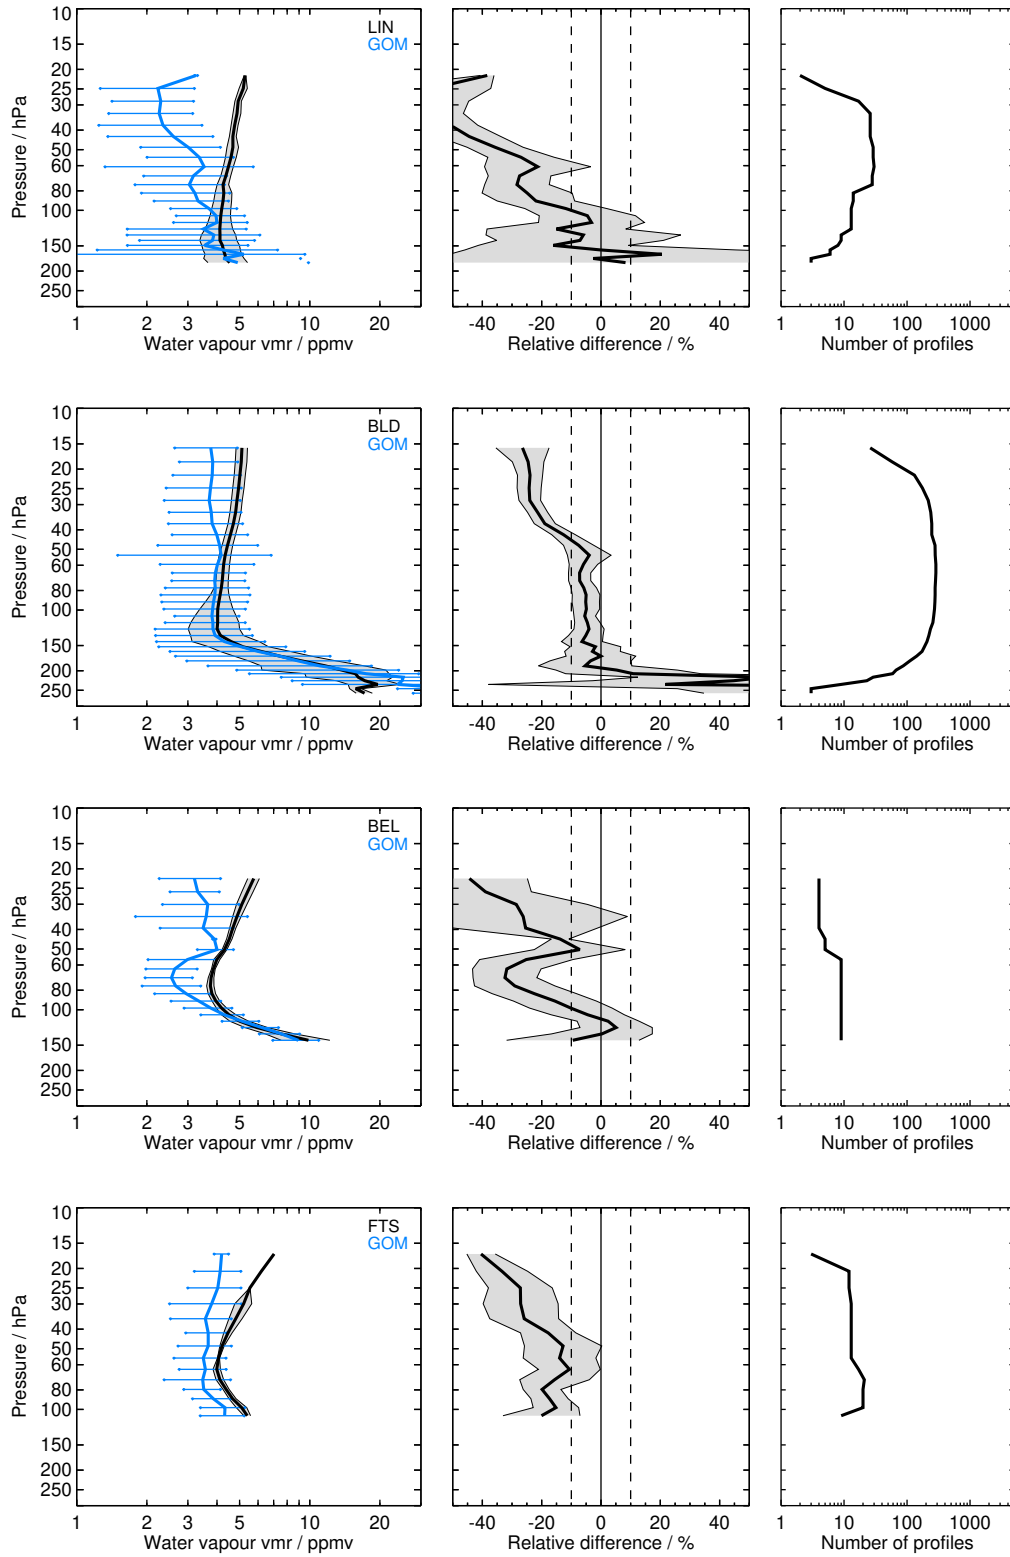 10
15
20
25
30
40
50
60
80
100
150
200
250
Pressure / hPa
LIN
GOM
1 2 3 5 10 20
Water vapour vmr / ppmv
-40 -20 0 20 40
Relative difference / %
1 10 100 1000
Number of profiles
10
15
20
25
30
40
50
60
80
100
150
200
250
Pressure / hPa
BLD
GOM
1 2 3 5 10 20
Water vapour vmr / ppmv
-40 -20 0 20 40
Relative difference / %
1 10 100 1000
Number of profiles
10
15
20
25
30
40
50
60
80
100
150
200
250
Pressure / hPa
BEL
GOM
1 2 3 5 10 20
Water vapour vmr / ppmv
-40 -20 0 20 40
Relative difference / %
1 10 100 1000
Number of profiles
10
15
20
25
30
40
50
60
80
100
150
200
250
Pressure / hPa
FTS
GOM
1 2 3 5 10 20
Water vapour vmr / ppmv
-40 -20 0 20 40
Relative difference / %
1 10 100 1000
Number of profiles